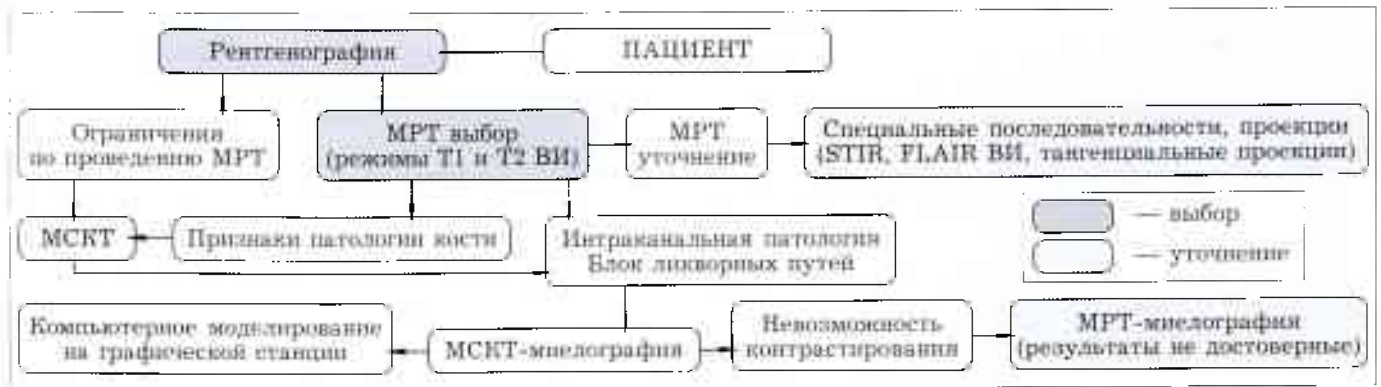 Рентгенография
ПАЦИЕНТ
Ограничения
по проведению МРТ
МРТ выбор
(режимы Т1 и Т2 ВИ)
МРТ
уточнение
Специальные последовательности, проекции
(STIR, FLAIR ВИ, тангенциальные проекции)
МСКТ
Признаки патологии кости
Интраканальная патология
Блок ликворных путей
— выбор
— уточнение
Компьютерное моделирование
на графической станции
МСКТ-миелография
Невозможность
контрастирования
МРТ-миелография
(результаты не достоверные)